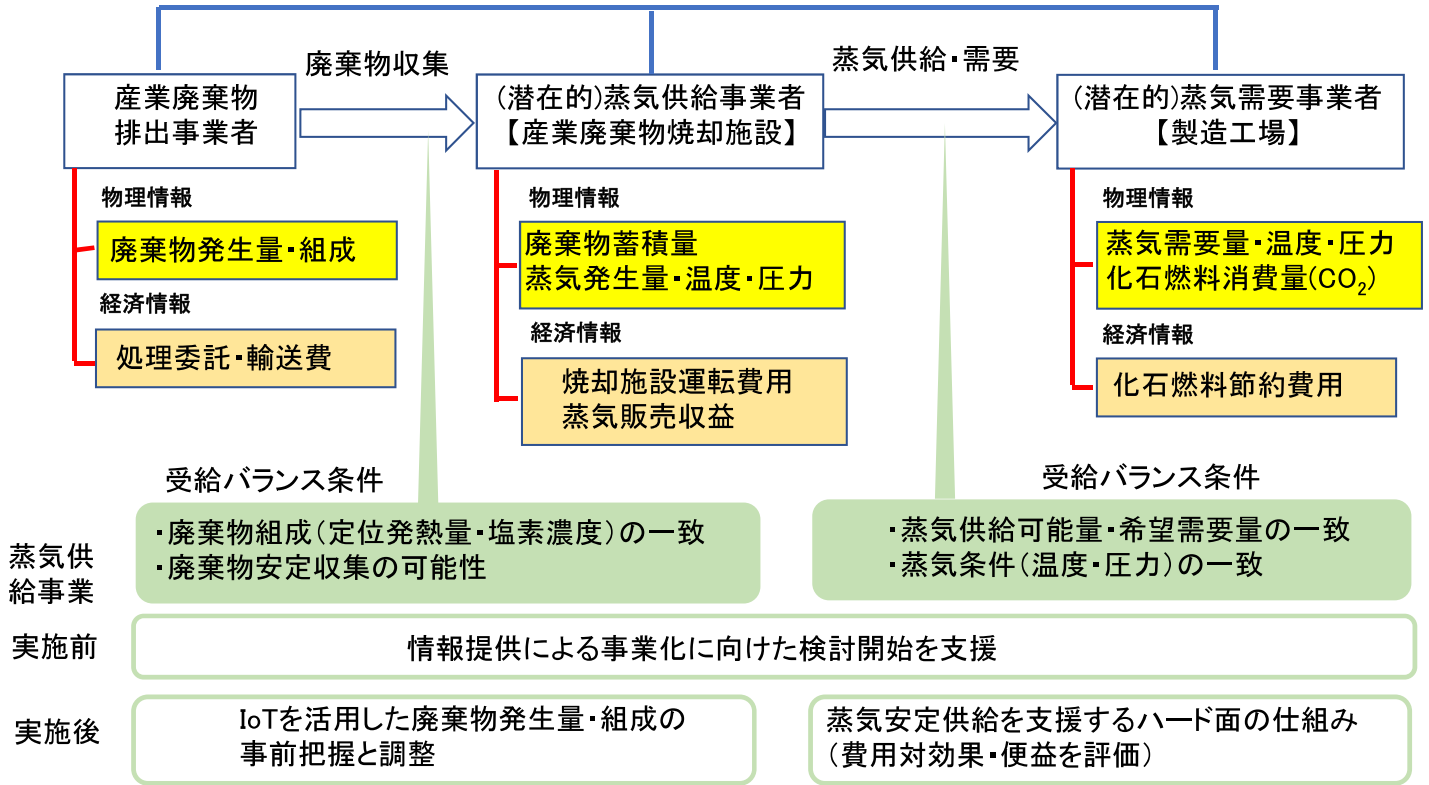 廃棄物収集
蒸気供給・需要
産業廃棄物
排出事業者
(潜在的)蒸気供給事業者
【産業廃棄物焼却施設】
(潜在的)蒸気需要事業者
【製造工場】
物理情報
廃棄物発生量・組成
経済情報
処理委託・輸送費
物理情報
廃棄物蓄積量
蒸気発生量・温度・圧力
経済情報
焼却施設運転費用
蒸気販売収益
物理情報
蒸気需要量・温度・圧力
化石燃料消費量(CO₂)
経済情報
化石燃料節約費用
受給バランス条件
・廃棄物組成(定位発熱量・塩素濃度)の一致
・廃棄物安定収集の可能性
受給バランス条件
・蒸気供給可能量・希望需要量の一致
・蒸気条件(温度・圧力)の一致
蒸気供
給事業
実施前
情報提供による事業化に向けた検討開始を支援
実施後
IoTを活用した廃棄物発生量・組成の
事前把握と調整
蒸気安定供給を支援するハード面の仕組み
(費用対効果・便益を評価)